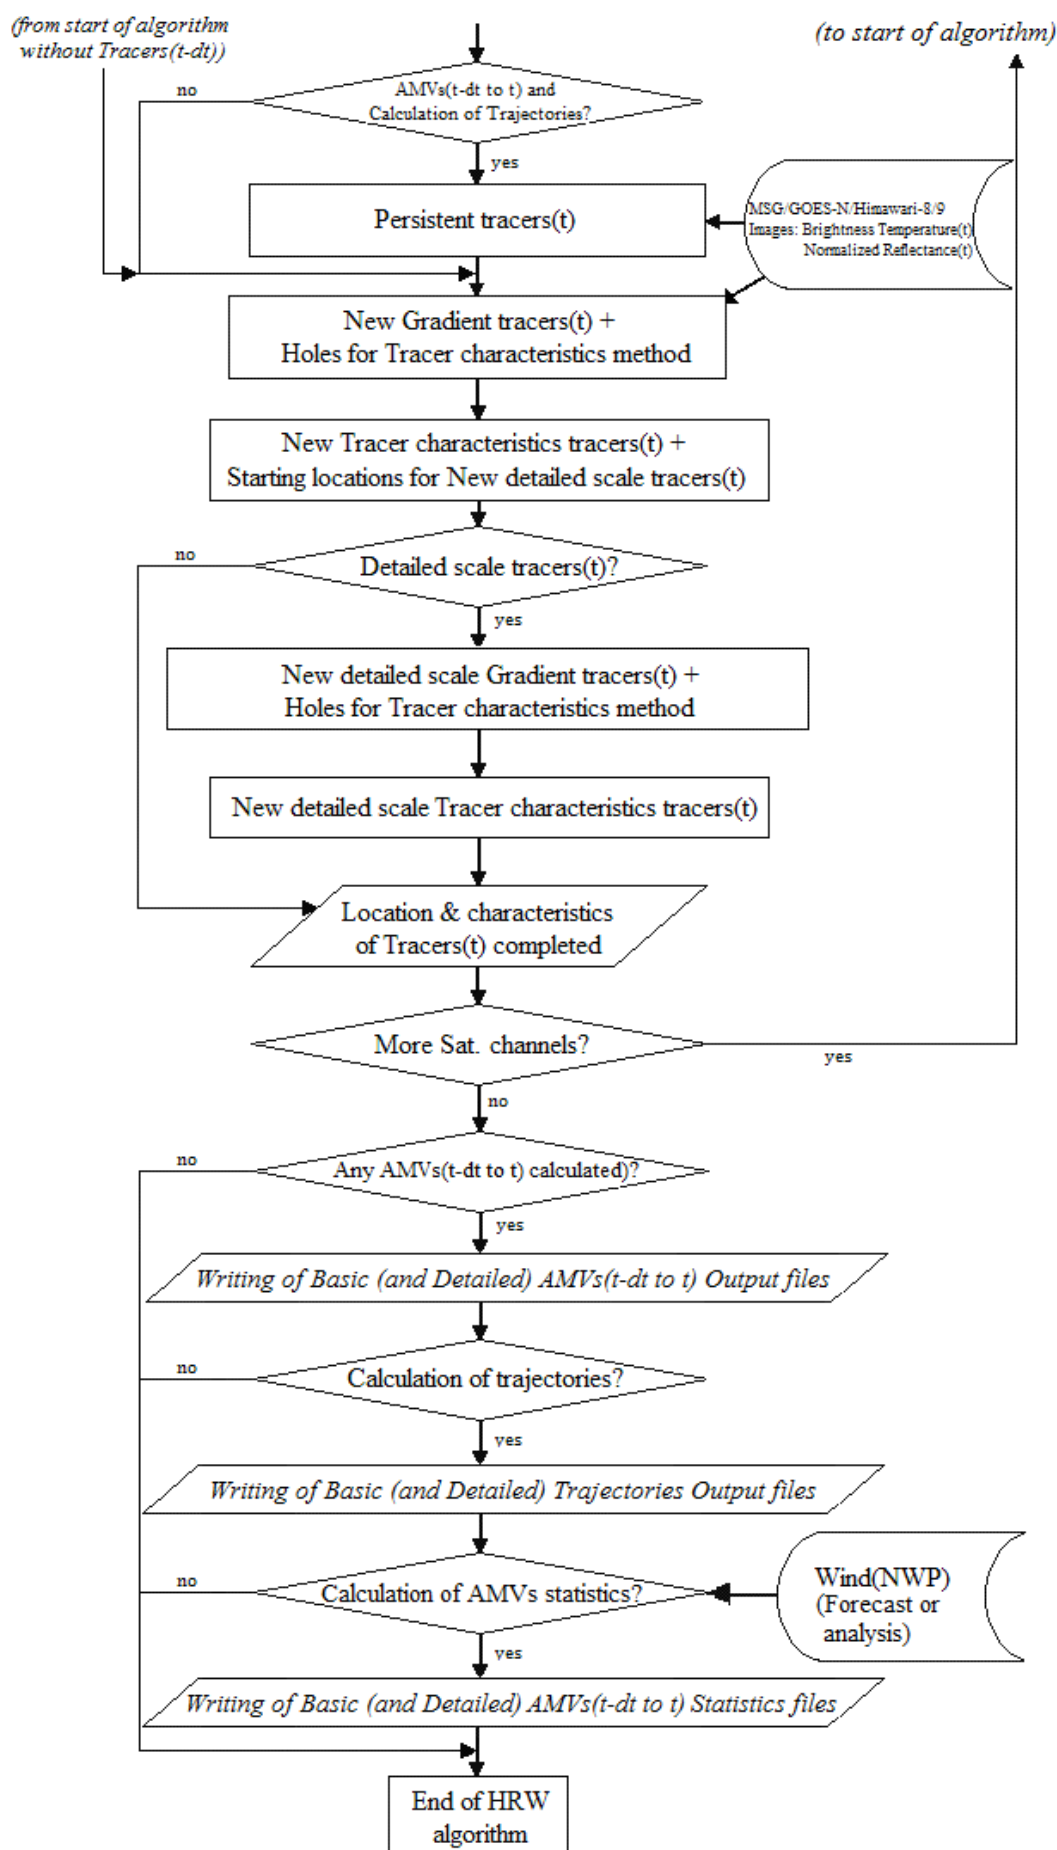 (from start of algorithm
without Tracers(t-dt))
(to start of algorithm)
AMVs(t-dt to t) and
Calculation of Trajectories?
no
yes
Persistent tracers(t)
MSG/GOES-N/Himawari-8/9
Images: Brightness Temperature(t)
Normalized Reflectance(t)
New Gradient tracers(t) +
Holes for Tracer characteristics method
New Tracer characteristics tracers(t) +
Starting locations for New detailed scale tracers(t)
no
Detailed scale tracers(t)?
yes
New detailed scale Gradient tracers(t) +
Holes for Tracer characteristics method
New detailed scale Tracer characteristics tracers(t)
Location & characteristics
of Tracers(t) completed
More Sat. channels?
yes
no
no
Any AMVs(t-dt to t) calculated)?
yes
Writing of Basic (and Detailed) AMVs(t-dt to t) Output files
no
Calculation of trajectories?
yes
Writing of Basic (and Detailed) Trajectories Output files
no
Calculation of AMVs statistics?
Wind(NWP)
(Forecast or
analysis)
yes
Writing of Basic (and Detailed) AMVs(t-dt to t) Statistics files
End of HRW
algorithm